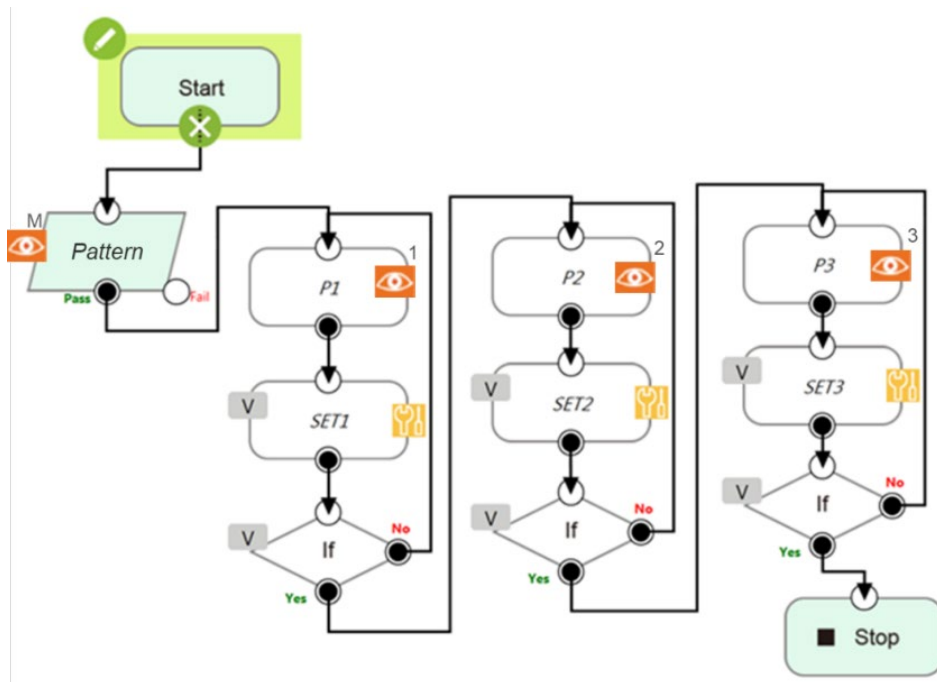 Start
M
Pattern
Pass
Fail
1
P1
V
SET1
V
If
No
Yes
2
P2
V
SET2
V
If
No
Yes
3
P3
V
SET3
V
If
No
Yes
Stop